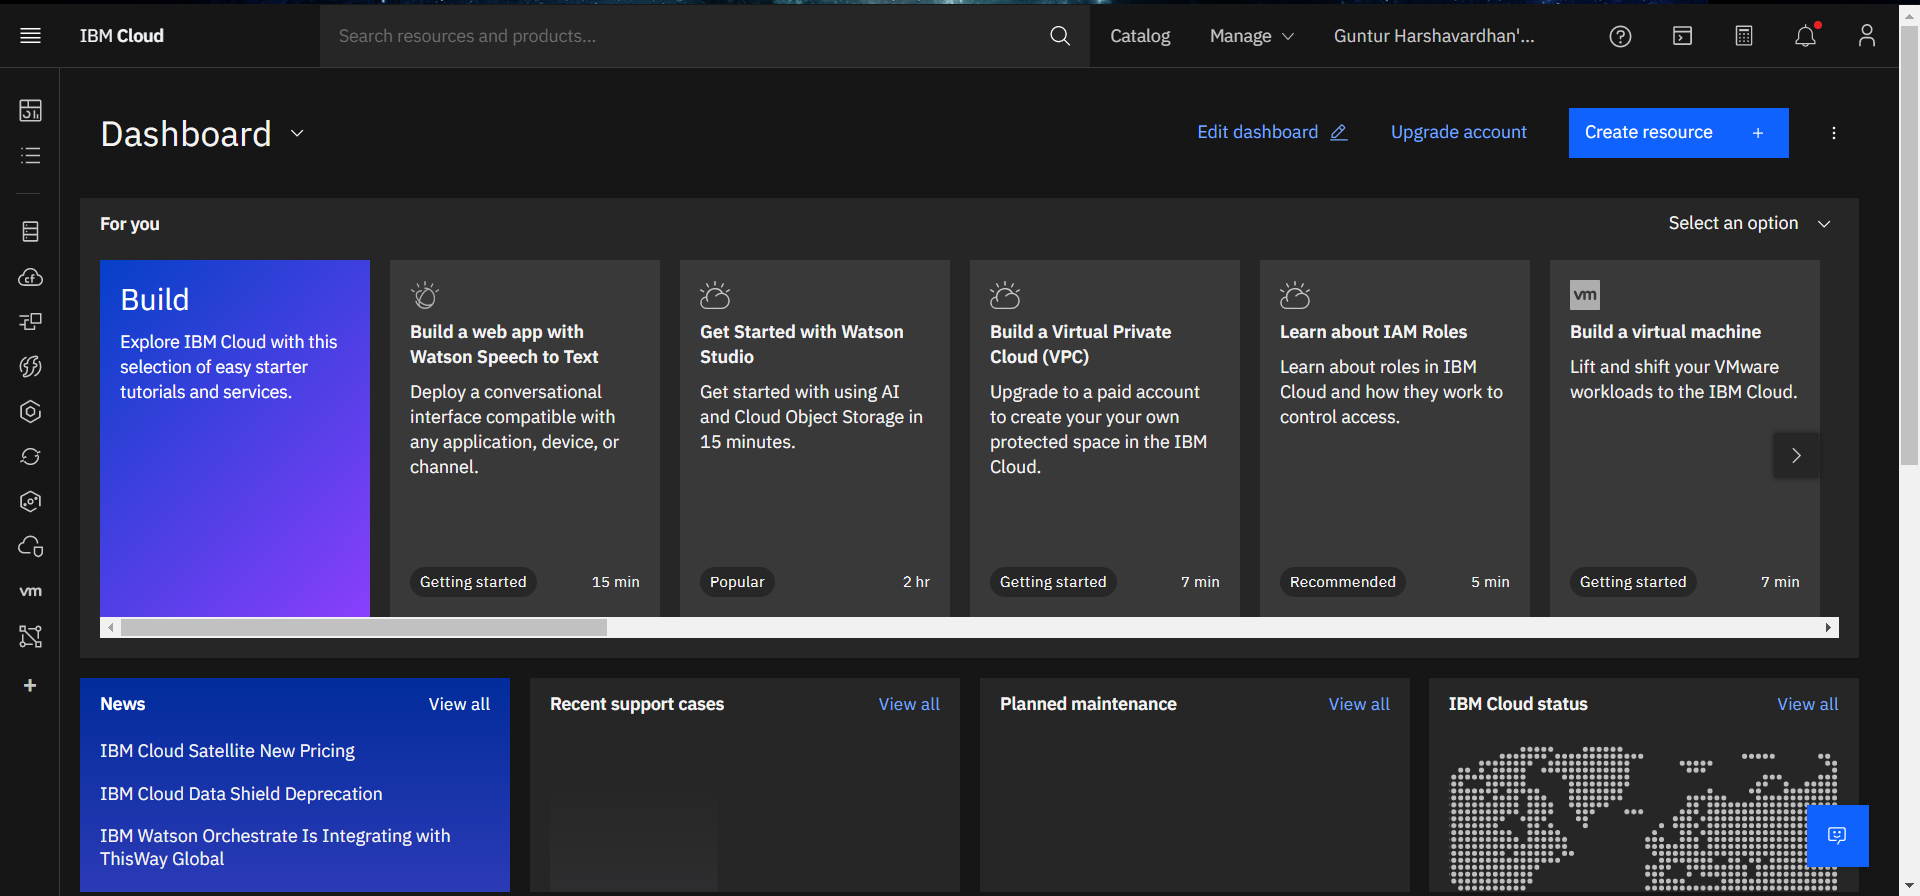 IBM Cloud
Search resources and products...
Catalog
Manage
Guntur Harshavardhan'...
Dashboard
Edit dashboard
Upgrade account
Create resource +
For you
Select an option
Build
Explore IBM Cloud with this
selection of easy starter
tutorials and services.
Build a web app with
Watson Speech to Text
Deploy a conversational
interface compatible with
any application, device, or
channel.
Getting started
15 min
Get Started with Watson
Studio
Get started with using AI
and Cloud Object Storage in
15 minutes.
Popular
2 hr
Build a Virtual Private
Cloud (VPC)
Upgrade to a paid account
to create your your own
protected space in the IBM
Cloud.
Getting started
7 min
Learn about IAM Roles
Learn about roles in IBM
Cloud and how they work to
control access.
Recommended
5 min
vm
Build a virtual machine
Lift and shift your VMware
workloads to the IBM Cloud.
Getting started
7 min
cf
vm
+
News
View all
IBM Cloud Satellite New Pricing
IBM Cloud Data Shield Deprecation
IBM Watson Orchestrate Is Integrating with
ThisWay Global
Recent support cases
View all
Planned maintenance
View all
IBM Cloud status
View all